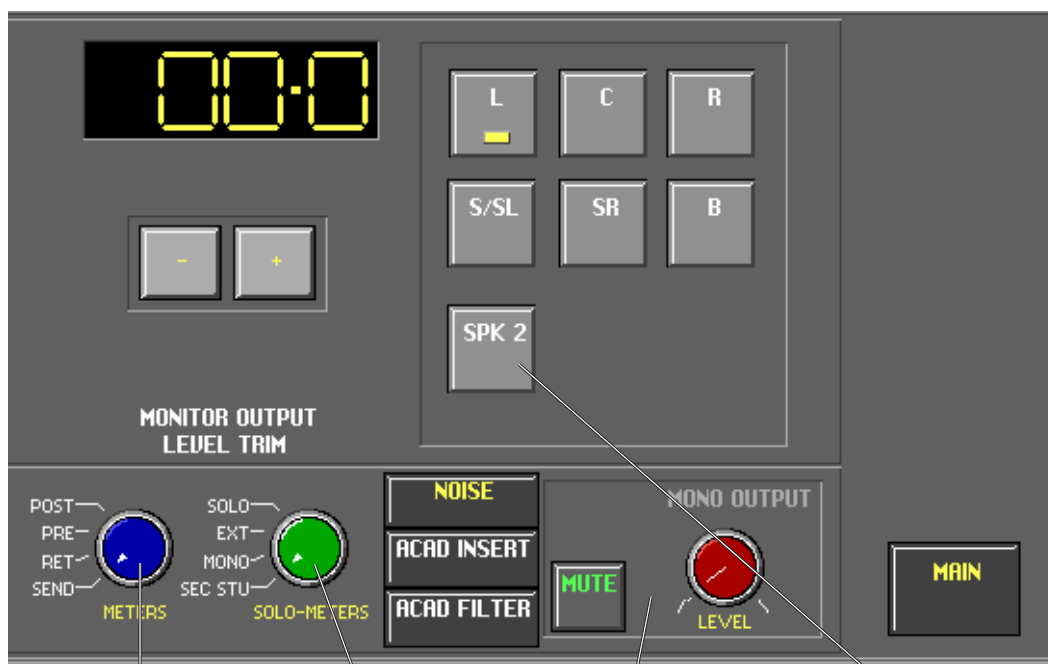 00.0
L
C
R
S/SL
SR
B
-
+
SPK 2
MONITOR OUTPUT
LEVEL TRIM
POST
PRE
RET
SEND
METERS
SOLO
EXT
MONO
SEC STU
SOLO-METERS
NOISE
ACAD INSERT
ACAD FILTER
MONO OUTPUT
MUTE
LEVEL
MAIN